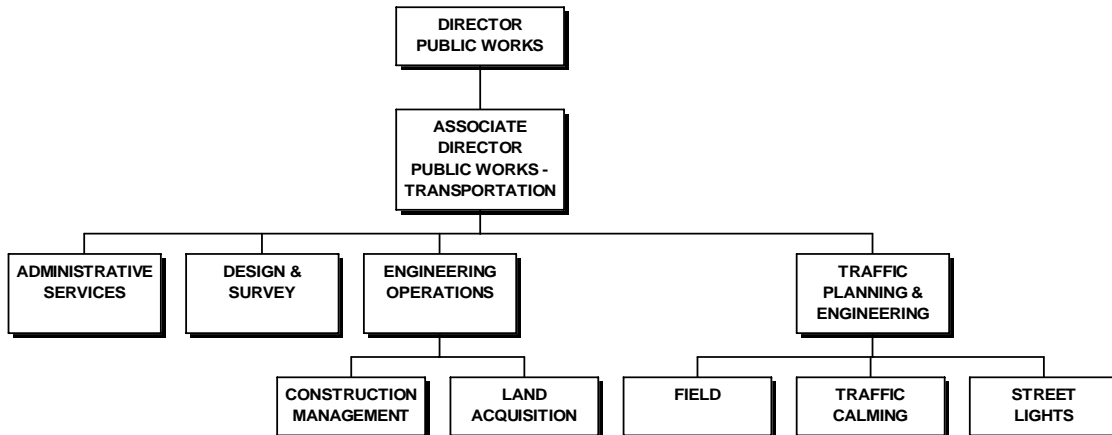 DIRECTOR
PUBLIC WORKS
ASSOCIATE
DIRECTOR
PUBLIC WORKS -
TRANSPORTATION
ADMINISTRATIVE
SERVICES
DESIGN &
SURVEY
ENGINEERING
OPERATIONS
TRAFFIC
PLANNING &
ENGINEERING
CONSTRUCTION
MANAGEMENT
LAND
ACQUISITION
FIELD
TRAFFIC
CALMING
STREET
LIGHTS